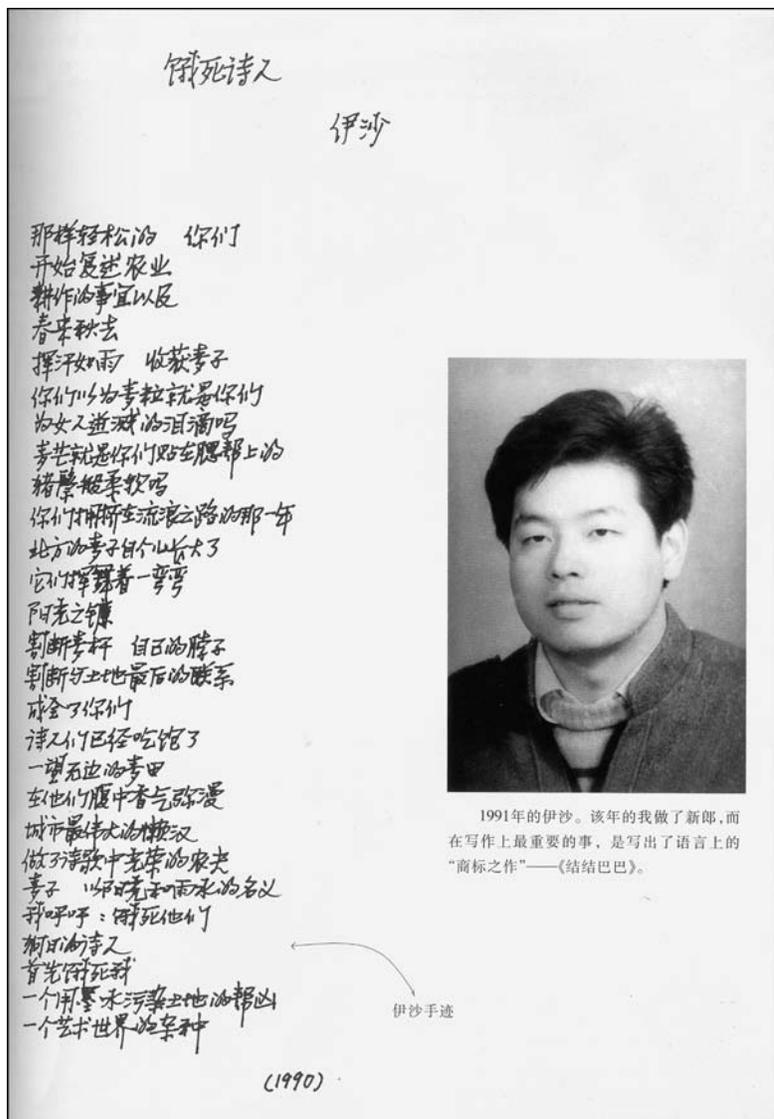 饿死诗人
伊沙
那样轻松的　你们
开始复述农业
耕作的事宜以及
春来秋去
挥汗如雨　收获麦子
你们以为麦粒就是你们
为女人迸溅的泪滴吗
麦芒就是你们贴在腮帮上的
猪鬃般柔软吗
你们拥挤在流浪之路的那一年
北方的麦子自个儿长大了
它们挥舞着一弯弯
阳光之镰
割断麦秆　自己的脖子
割断与土地最后的联系
成全了你们
诗人们已经吃饱了
一望无边的麦田
在他们腹中香气弥漫
城市最伟大的懒汉
做了诗歌中光荣的农夫
麦子　以阳光和雨水的名义
我呼吁：饿死他们
狗日的诗人
首先饿死我
一个用墨水污染土地的帮凶
一个艺术世界的杂种
(1990)
1991年的伊沙。该年的我做了新郎,而
在写作上最重要的事，是写出了语言上的
“商标之作”——《结结巴巴》。
伊沙手迹